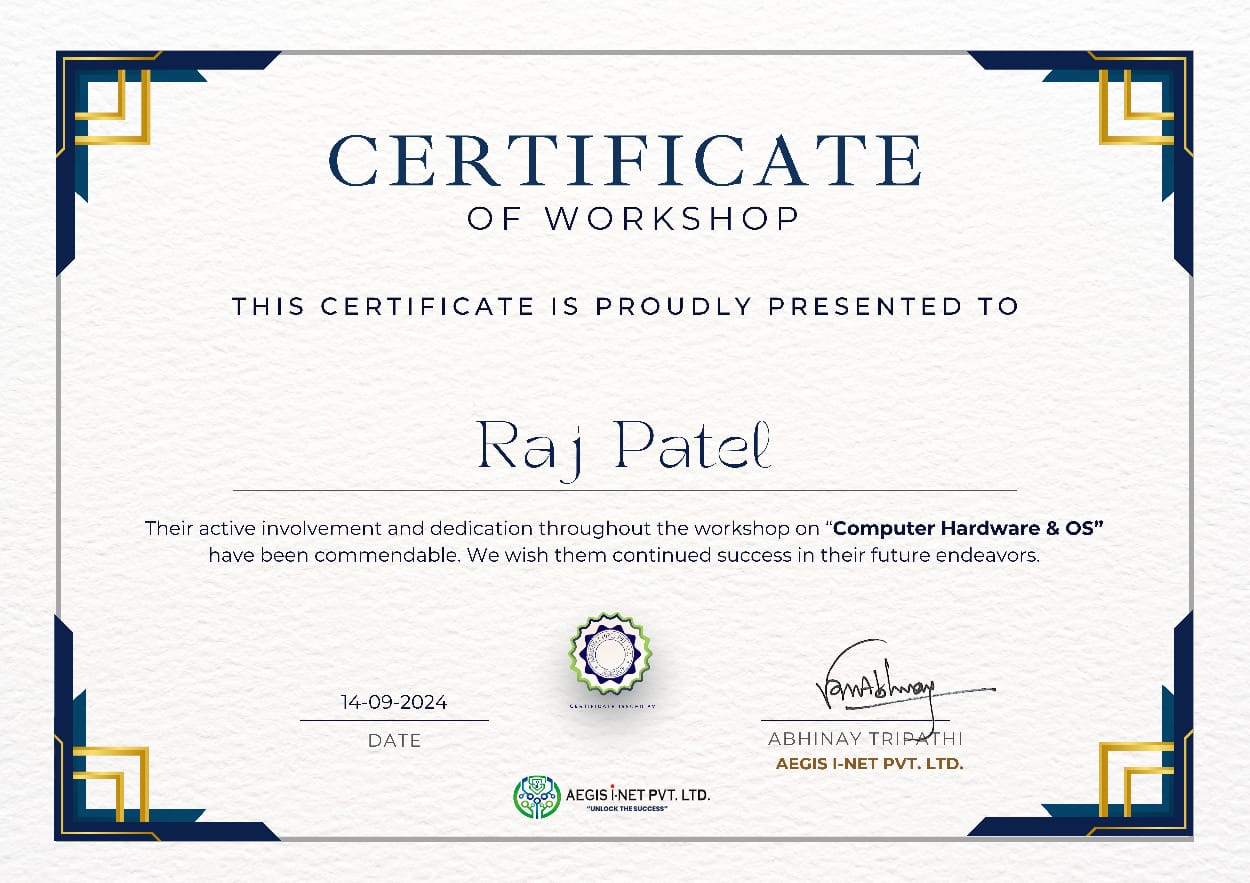 CERTIFICATE
OF WORKSHOP
THIS CERTIFICATE IS PROUDLY PRESENTED TO
Raj Patel
Their active involvement and dedication throughout the workshop on “Computer Hardware & OS”
have been commendable. We wish them continued success in their future endeavors.
CERTIFICATE ISSUED BY
14-09-2024
DATE
ABHINAY TRIPATHI
AEGIS I-NET PVT. LTD.
AEGIS i-NET PVT. LTD.
"UNLOCK THE SUCCESS"